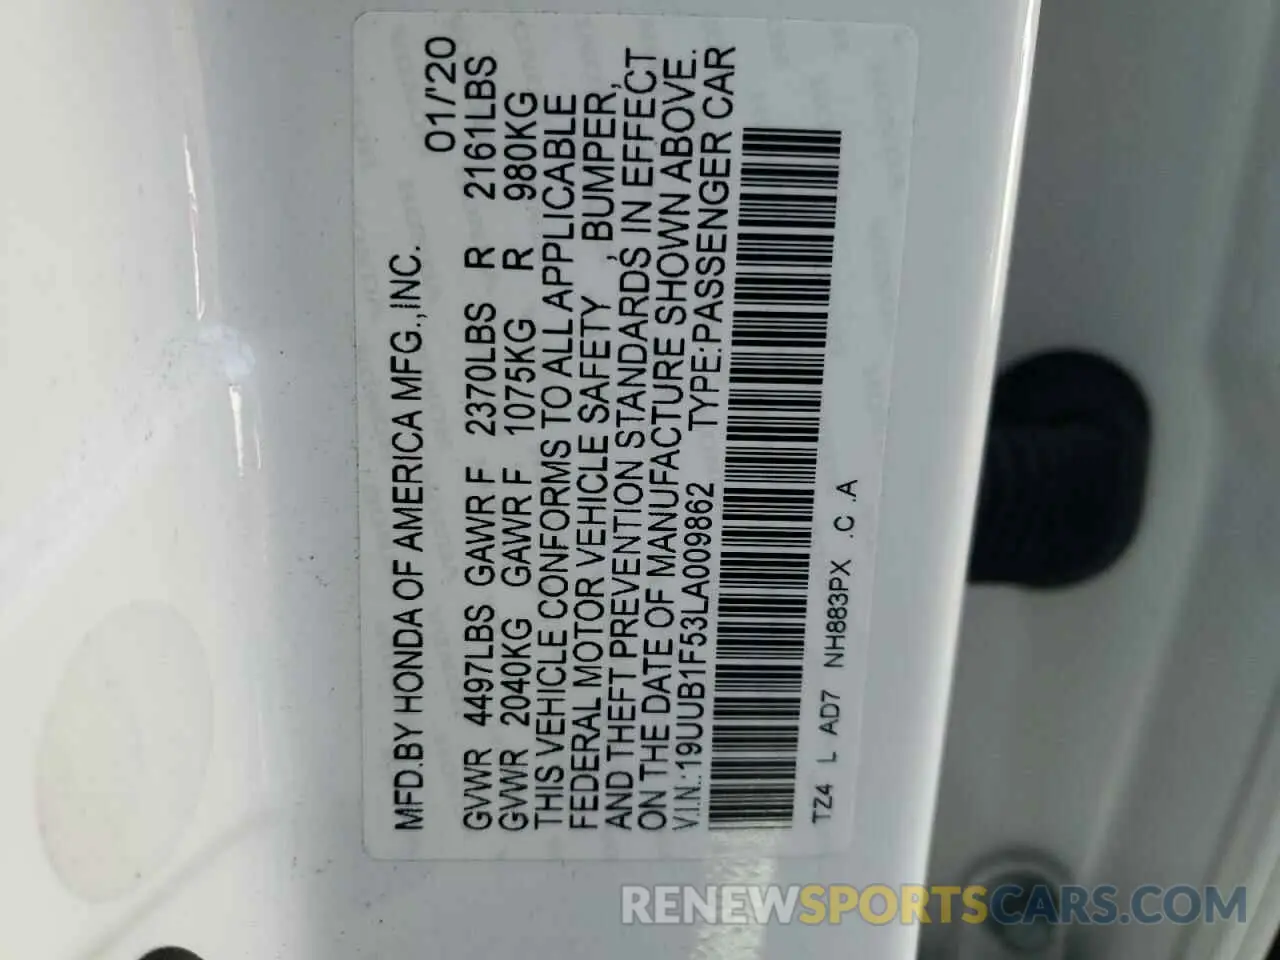 MFD.BY HONDA OF AMERICA MFG.,INC. 01/'20
GVWR 4497LBS GAWR F 2370LBS R 2161LBS
GVWR 2040KG GAWR F 1075KG R 980KG
THIS VEHICLE CONFORMS TO ALL APPLICABLE
FEDERAL MOTOR VEHICLE SAFETY , BUMPER,
AND THEFT PREVENTION STANDARDS, IN EFFECT
ON THE DATE OF MANUFACTURE SHOWN ABOVE.
V.I.N.:19UUB1F53LA009862 TYPE:PASSENGER CAR
TZ4 L AD7 NH883PX .C .A
RENEWSPORTSCARS.COM